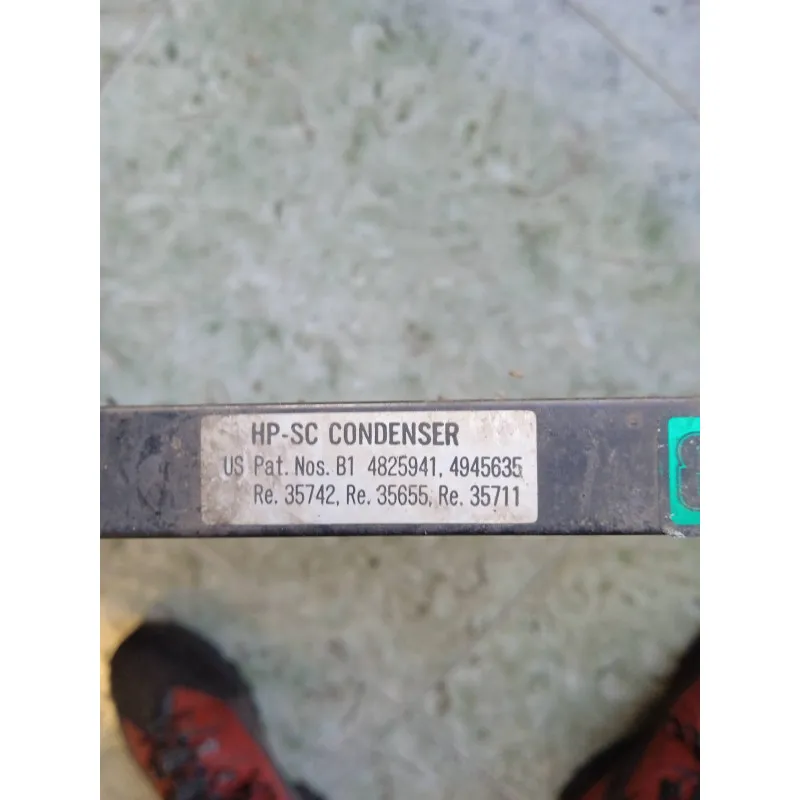 HP-SC CONDENSER
US Pat. Nos. B1 4825941, 4945635
Re. 35742, Re. 35655, Re. 35711